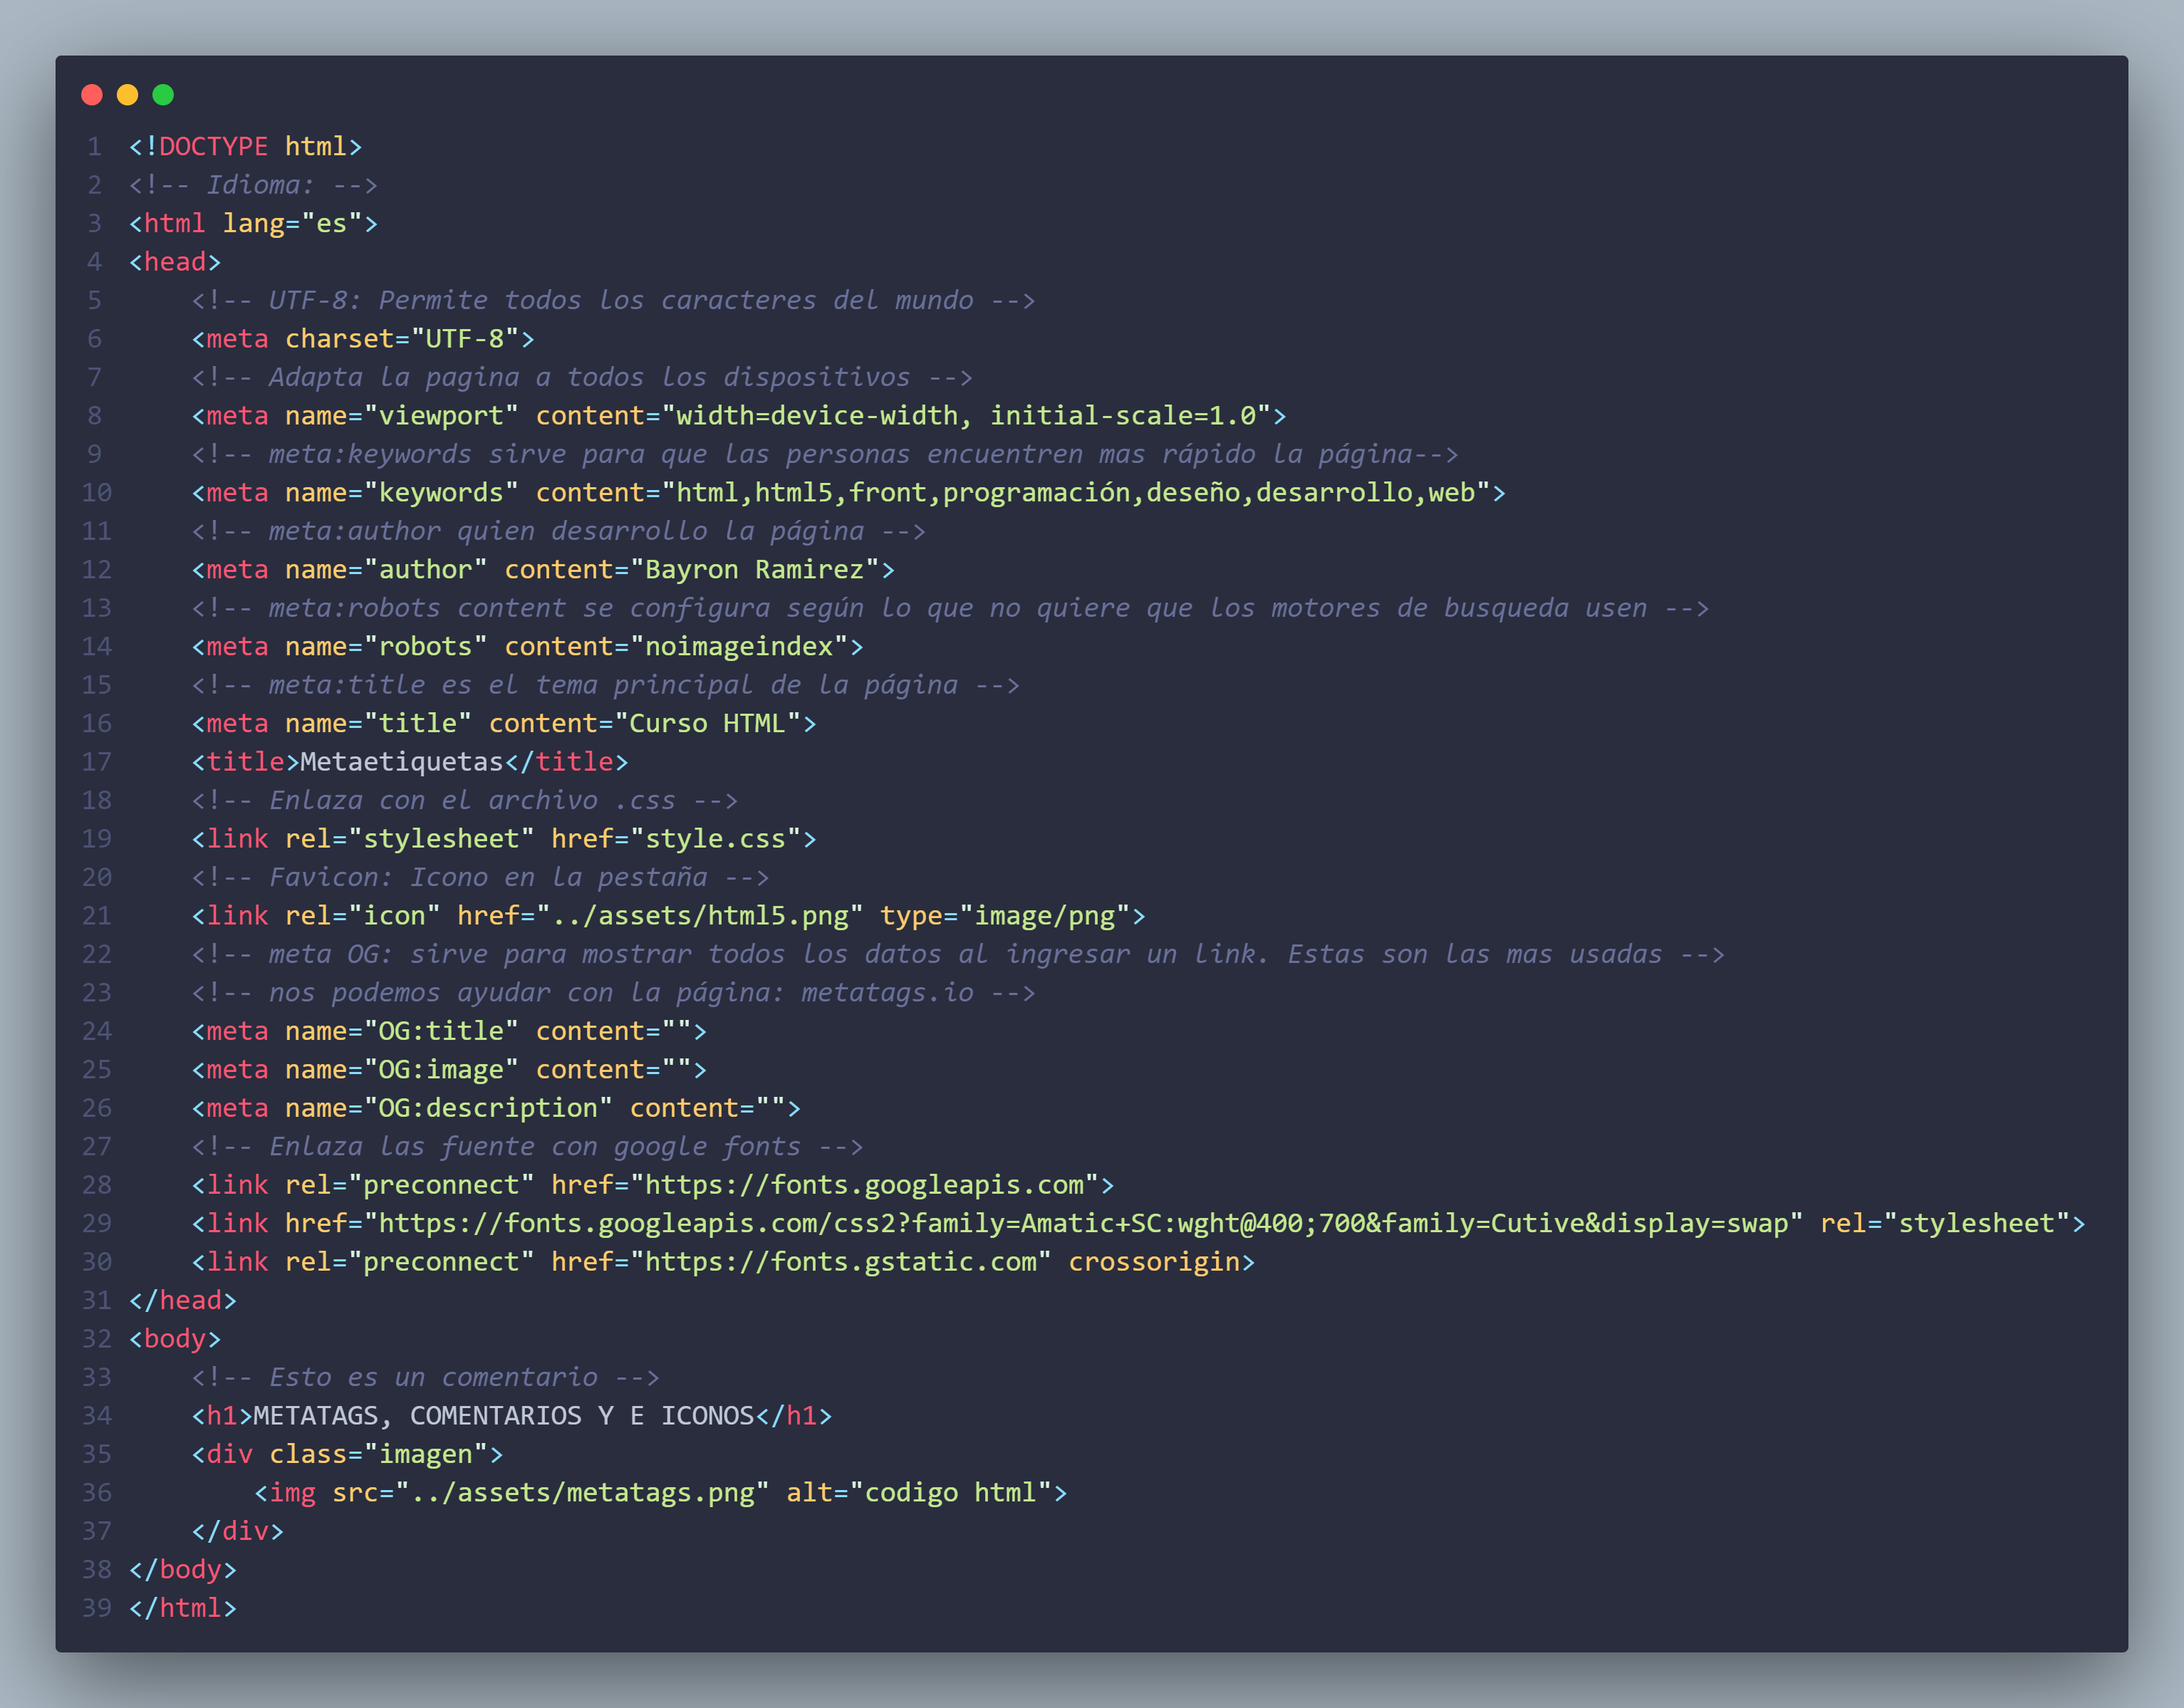 1 <!DOCTYPE html>
2 <!-- Idioma: -->
3 <html lang="es">
4 <head>
5     <!-- UTF-8: Permite todos los caracteres del mundo -->
6     <meta charset="UTF-8">
7     <!-- Adapta la pagina a todos los dispositivos -->
8     <meta name="viewport" content="width=device-width, initial-scale=1.0">
9     <!-- meta:keywords sirve para que las personas encuentren mas rápido la página-->
10     <meta name="keywords" content="html,html5,front,programación,deseño,desarrollo,web">
11     <!-- meta:author quien desarrollo la página -->
12     <meta name="author" content="Bayron Ramirez">
13     <!-- meta:robots content se configura según lo que no quiere que los motores de busqueda usen -->
14     <meta name="robots" content="noimageindex">
15     <!-- meta:title es el tema principal de la página -->
16     <meta name="title" content="Curso HTML">
17     <title>Metaetiquetas</title>
18     <!-- Enlaza con el archivo .css -->
19     <link rel="stylesheet" href="style.css">
20     <!-- Favicon: Icono en la pestaña -->
21     <link rel="icon" href="../assets/html5.png" type="image/png">
22     <!-- meta OG: sirve para mostrar todos los datos al ingresar un link. Estas son las mas usadas -->
23     <!-- nos podemos ayudar con la página: metatags.io -->
24     <meta name="OG:title" content="">
25     <meta name="OG:image" content="">
26     <meta name="OG:description" content="">
27     <!-- Enlaza las fuente con google fonts -->
28     <link rel="preconnect" href="https://fonts.googleapis.com">
29     <link href="https://fonts.googleapis.com/css2?family=Amatic+SC:wght@400;700&family=Cutive&display=swap" rel="stylesheet">
30     <link rel="preconnect" href="https://fonts.gstatic.com" crossorigin>
31 </head>
32 <body>
33     <!-- Esto es un comentario -->
34     <h1>METATAGS, COMENTARIOS Y E ICONOS</h1>
35     <div class="imagen">
36         <img src="../assets/metatags.png" alt="codigo html">
37     </div>
38 </body>
39 </html>